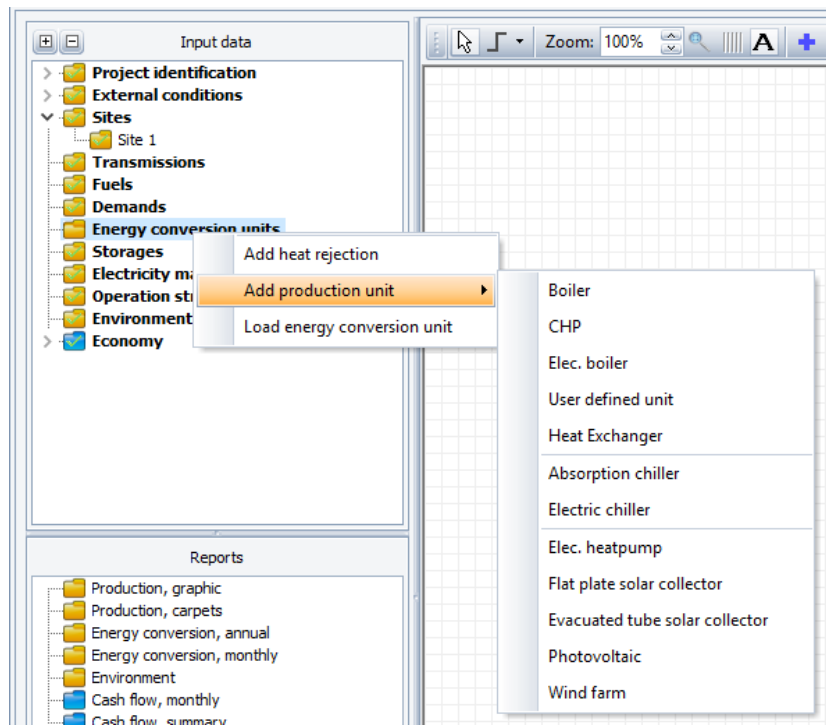 Input data
Project identification
External conditions
Sites
Site 1
Transmissions
Fuels
Demands
Energy conversion units
Storages
Electricity ma
Operation str
Environment
Economy
Zoom: 100%
A
Add heat rejection
Add production unit
Load energy conversion unit
Boiler
CHP
Elec. boiler
User defined unit
Heat Exchanger
Absorption chiller
Electric chiller
Elec. heatpump
Flat plate solar collector
Evacuated tube solar collector
Photovoltaic
Wind farm
Reports
Production, graphic
Production, carpets
Energy conversion, annual
Energy conversion, monthly
Environment
Cash flow, monthly
Cash flow, summary